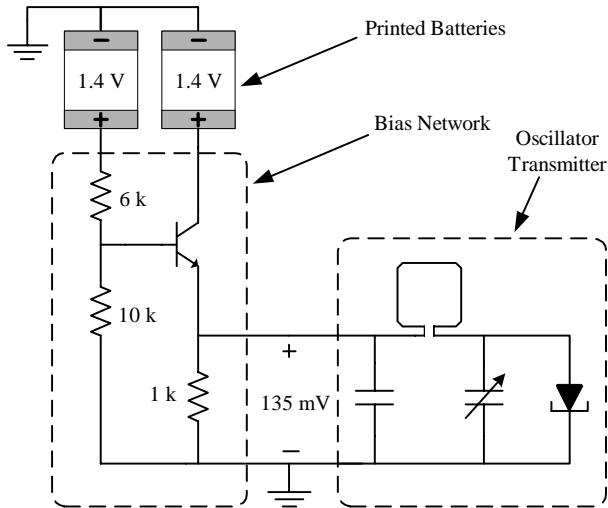 Printed Batteries
− −
1.4 V 1.4 V
+ +
Bias Network
Oscillator
Transmitter
6 k
10 k
+
1 k
135 mV
−